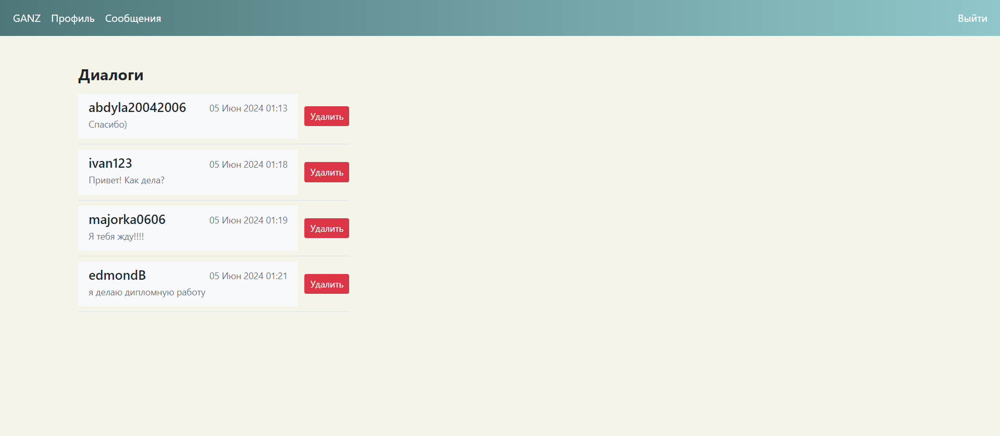 GANZ Профиль Сообщения Выйти
Диалоги
abdyla20042006 05 Июн 2024 01:13
Спасибо)
Удалить
ivan123 05 Июн 2024 01:18
Привет! Как дела?
Удалить
majorka0606 05 Июн 2024 01:19
Я тебя жду!!!!
Удалить
edmondB 05 Июн 2024 01:21
я делаю дипломную работу
Удалить